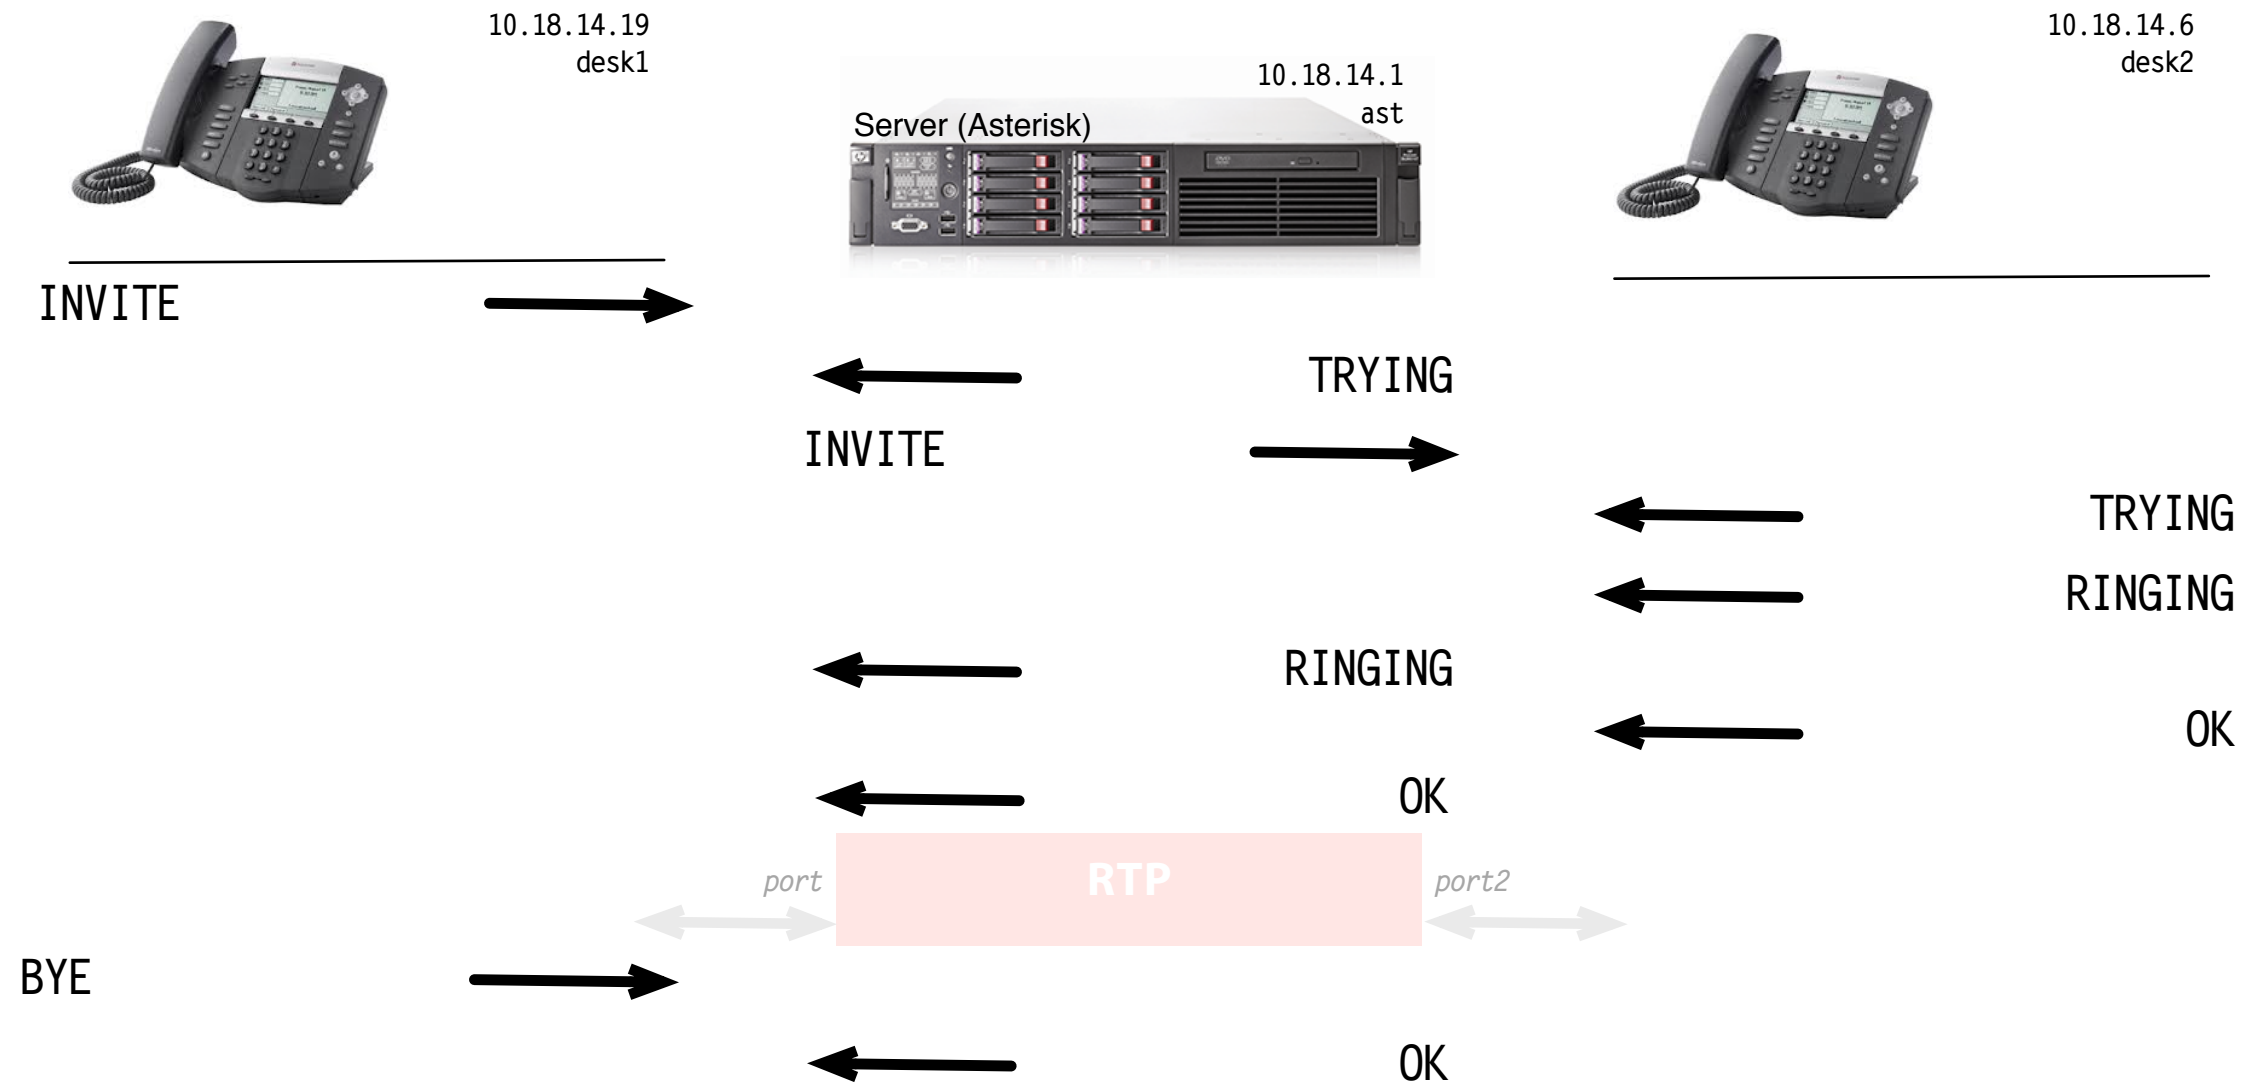 10.18.14.19
desk1
10.18.14.1
ast
Server (Asterisk)
10.18.14.6
desk2
INVITE
TRYING
INVITE
TRYING
RINGING
RINGING
OK
OK
port
RTP
port2
BYE
OK